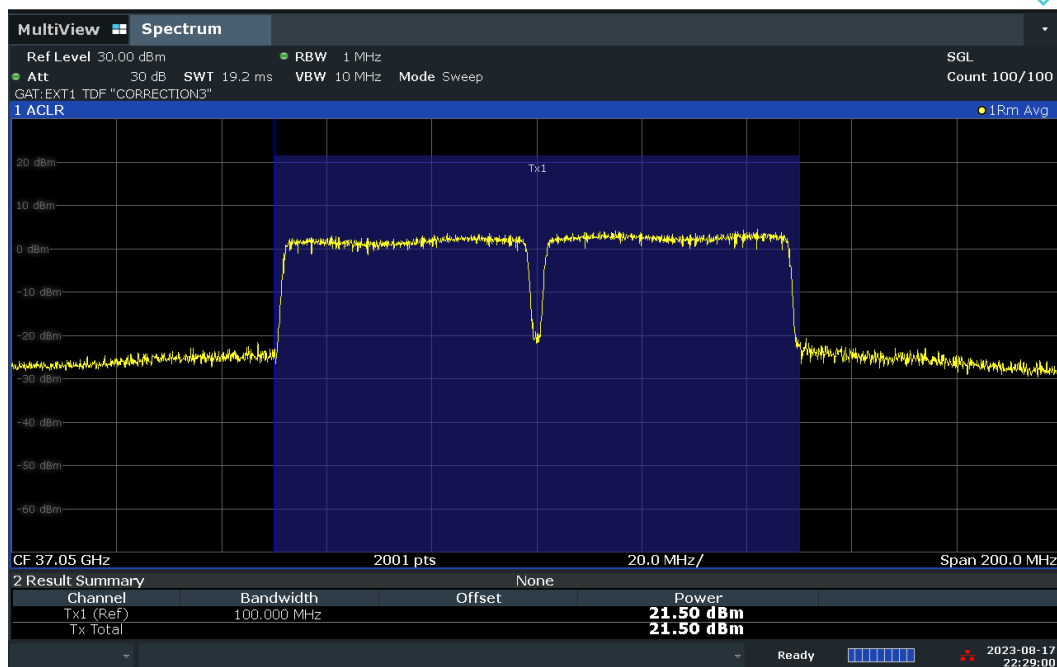 MultiView Spectrum
Ref Level 30.00 dBm RBW 1 MHz SGL
Att 30 dB SWT 19.2 ms VBW 10 MHz Mode Sweep Count 100/100
GAT:EXT1 TDF "CORRECTION3"
1 ACLR 1Rm Avg
20 dBm
Tx1
10 dBm
0 dBm
-10 dBm
-20 dBm
-30 dBm
-40 dBm
-50 dBm
-60 dBm
CF 37.05 GHz 2001 pts 20.0 MHz/ Span 200.0 MHz
2 Result Summary None
Channel Bandwidth Offset Power
Tx1 (Ref) 100.000 MHz 21.50 dBm
Tx Total 21.50 dBm
Ready 2023-08-17
22:29:00